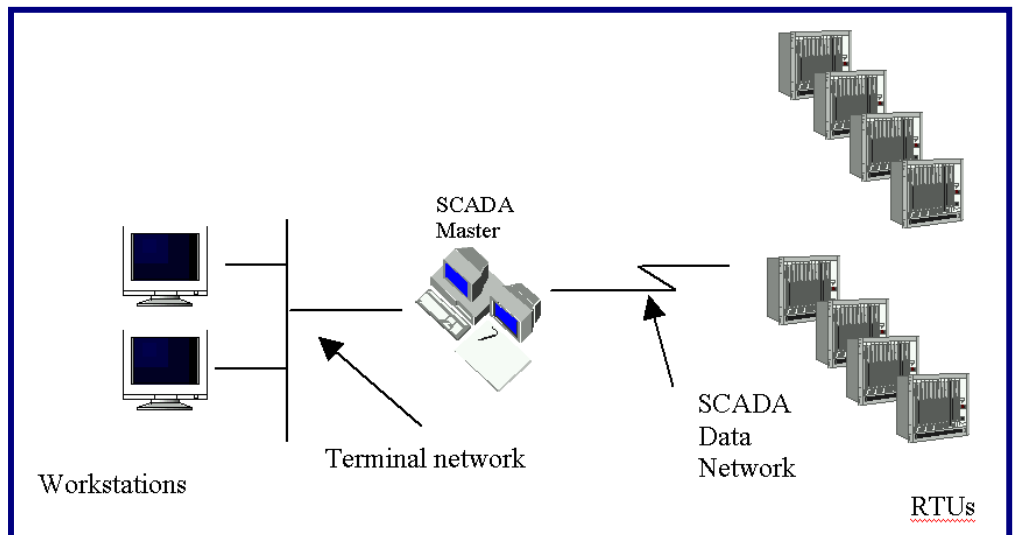 SCADA
Master
Terminal network
SCADA
Data
Network
Workstations
RTUs